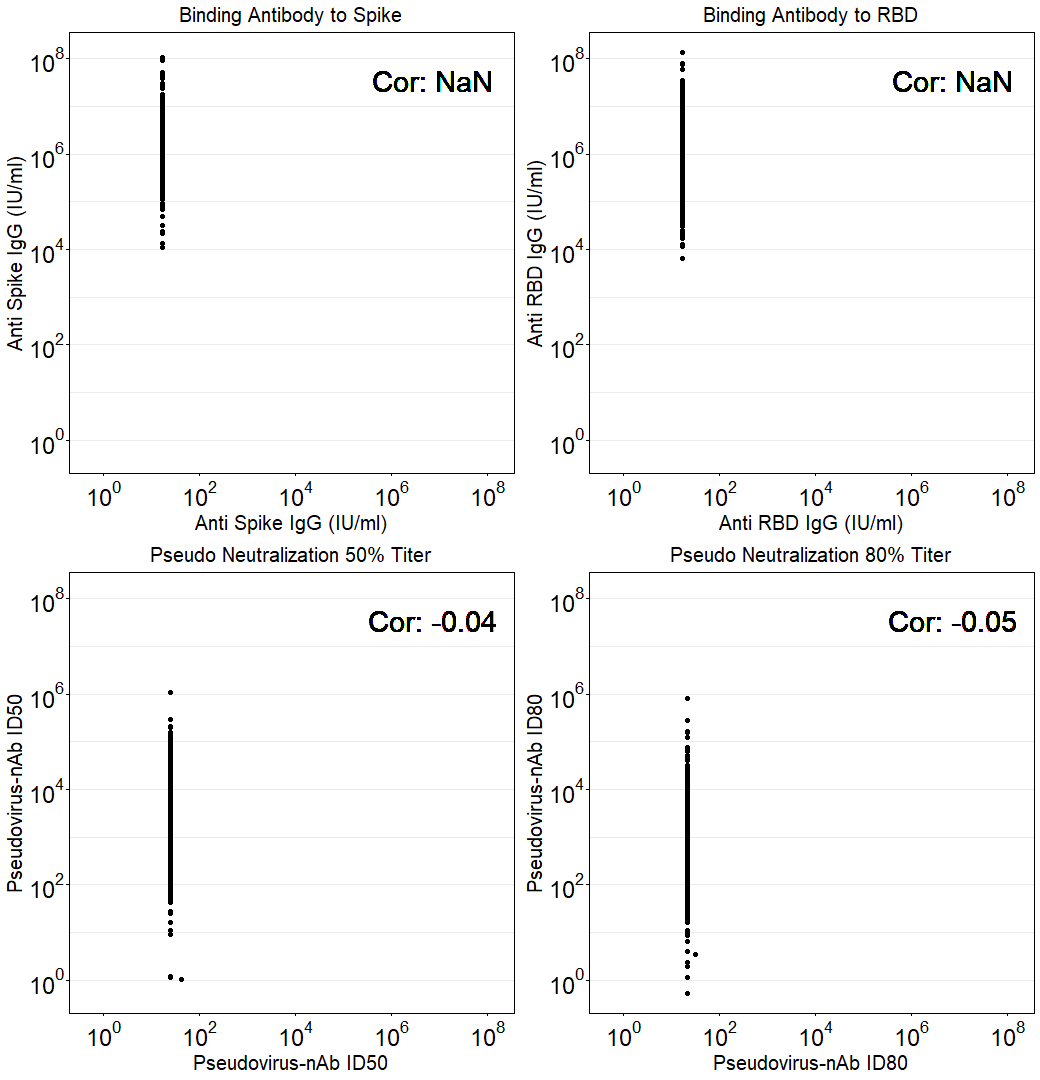 Binding Antibody to Spike
Cor: NaN
Anti Spike IgG (IU/ml)
10^8
10^6
10^4
10^2
10^0
10^0 10^2 10^4 10^6 10^8
Anti Spike IgG (IU/ml)
Binding Antibody to RBD
Cor: NaN
Anti RBD IgG (IU/ml)
10^8
10^6
10^4
10^2
10^0
10^0 10^2 10^4 10^6 10^8
Anti RBD IgG (IU/ml)
Pseudo Neutralization 50% Titer
Cor: -0.04
Pseudovirus-nAb ID50
10^8
10^6
10^4
10^2
10^0
10^0 10^2 10^4 10^6 10^8
Pseudovirus-nAb ID50
Pseudo Neutralization 80% Titer
Cor: -0.05
Pseudovirus-nAb ID80
10^8
10^6
10^4
10^2
10^0
10^0 10^2 10^4 10^6 10^8
Pseudovirus-nAb ID80